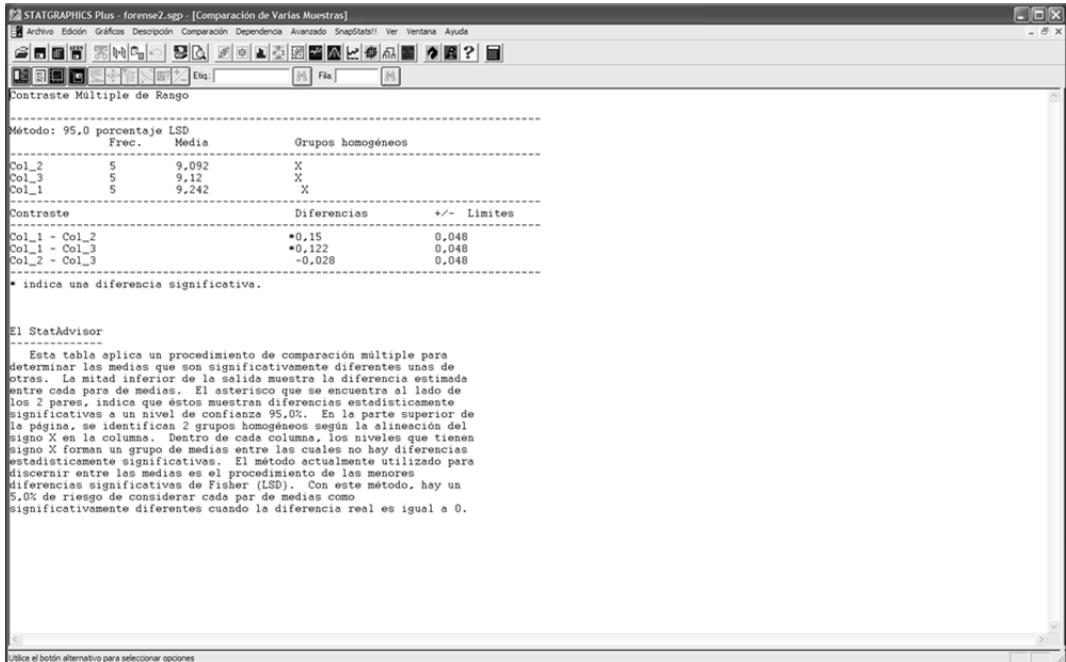 STATGRAPHICS Plus - forense2.sgp - [Comparación de Varias Muestras]
Archivo Edición Gráficos Descripción Comparación Dependencia Avanzado SnapStats!! Ver Ventana Ayuda
Etiq.: Fila:
Contraste Múltiple de Rango
--------------------------------------------------------------------------------
Método: 95,0 porcentaje LSD
Frec. Media Grupos homogéneos
--------------------------------------------------------------------------------
Col_2 5 9,092 X
Col_3 5 9,12 X
Col_1 5 9,242 X
--------------------------------------------------------------------------------
Contraste Diferencias +/- Límites
--------------------------------------------------------------------------------
Col_1 - Col_2 *0,15 0,048
Col_1 - Col_3 *0,122 0,048
Col_2 - Col_3 -0,028 0,048
--------------------------------------------------------------------------------
* indica una diferencia significativa.
El StatAdvisor
--------------
Esta tabla aplica un procedimiento de comparación múltiple para
determinar las medias que son significativamente diferentes unas de
otras. La mitad inferior de la salida muestra la diferencia estimada
entre cada para de medias. El asterisco que se encuentra al lado de
los 2 pares, indica que éstos muestran diferencias estadísticamente
significativas a un nivel de confianza 95,0%. En la parte superior de
la página, se identifican 2 grupos homogéneos según la alineación del
signo X en la columna. Dentro de cada columna, los niveles que tienen
signo X forman un grupo de medias entre las cuales no hay diferencias
estadísticamente significativas. El método actualmente utilizado para
discernir entre las medias es el procedimiento de las menores
diferencias significativas de Fisher (LSD). Con este método, hay un
5,0% de riesgo de considerar cada par de medias como
significativamente diferentes cuando la diferencia real es igual a 0.
Utilice el botón alternativo para seleccionar opciones